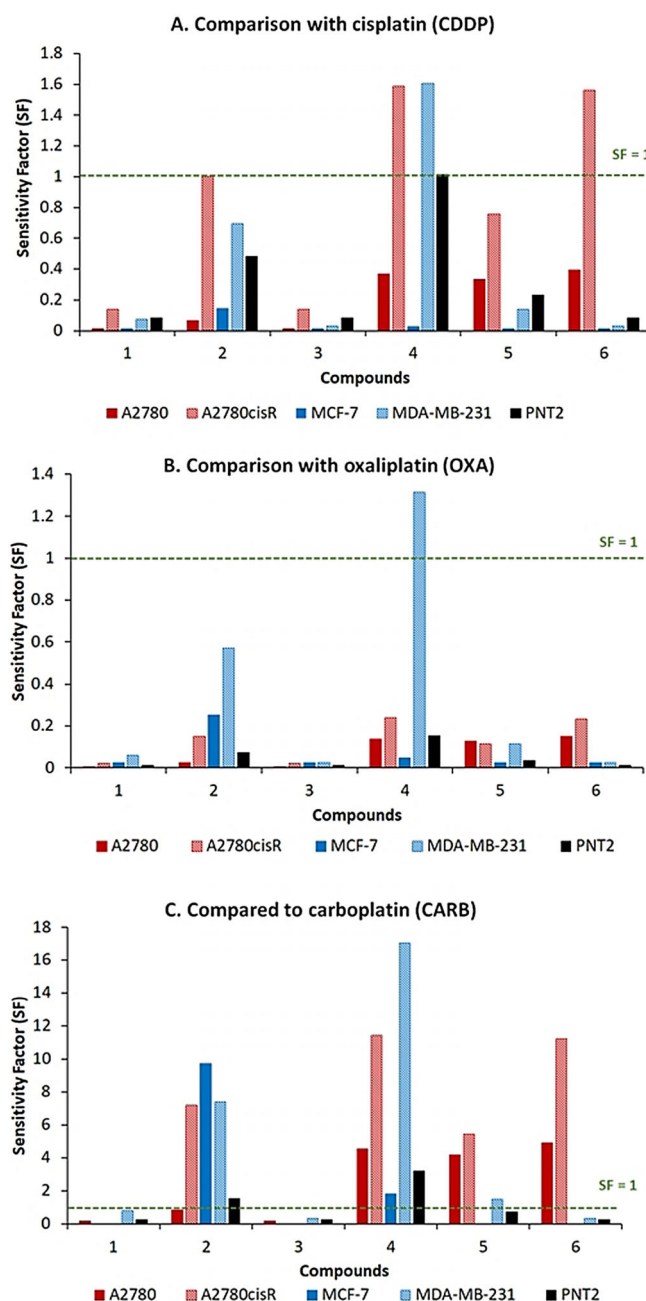 A. Comparison with cisplatin (CDDP)
1.8
1.6
1.4
1.2
1
0.8
0.6
0.4
0.2
0
Sensitivity Factor (SF)
SF = 1
1 2 3 4 5 6
Compounds
A2780 A2780cisR MCF-7 MDA-MB-231 PNT2
B. Comparison with oxaliplatin (OXA)
1.4
1.2
1
0.8
0.6
0.4
0.2
0
Sensitivity Factor (SF)
SF = 1
1 2 3 4 5 6
Compounds
A2780 A2780cisR MCF-7 MDA-MB-231 PNT2
C. Compared to carboplatin (CARB)
18
16
14
12
10
8
6
4
2
0
Sensitivity Factor (SF)
SF = 1
1 2 3 4 5 6
Compounds
A2780 A2780cisR MCF-7 MDA-MB-231 PNT2